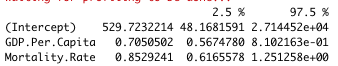 2.5 % 97.5 %
(Intercept) 529.7232214 48.1681591 2.714452e+04
GDP.Per.Capita 0.7050502 0.5674780 8.102163e-01
Mortality.Rate 0.8529241 0.6165578 1.251258e+00